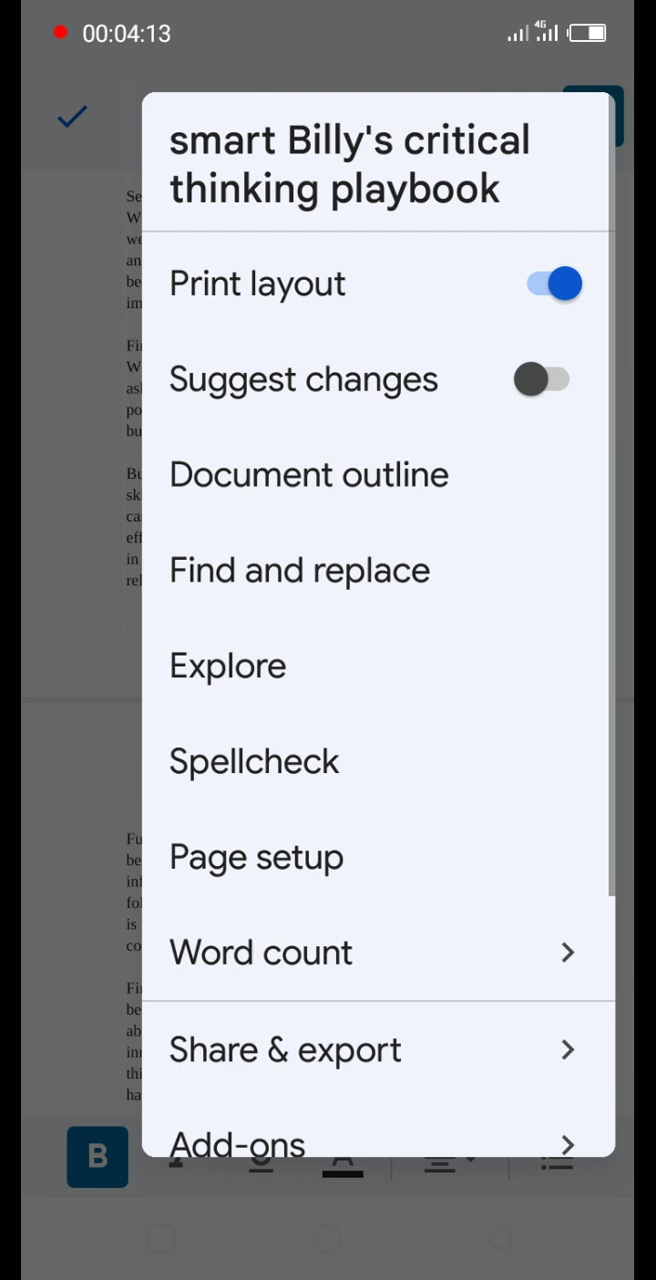 00:04:13
4G
smart Billy's critical
thinking playbook
Print layout
Suggest changes
Document outline
Find and replace
Explore
Spellcheck
Page setup
Word count
Share & export
Add-ons
B
A